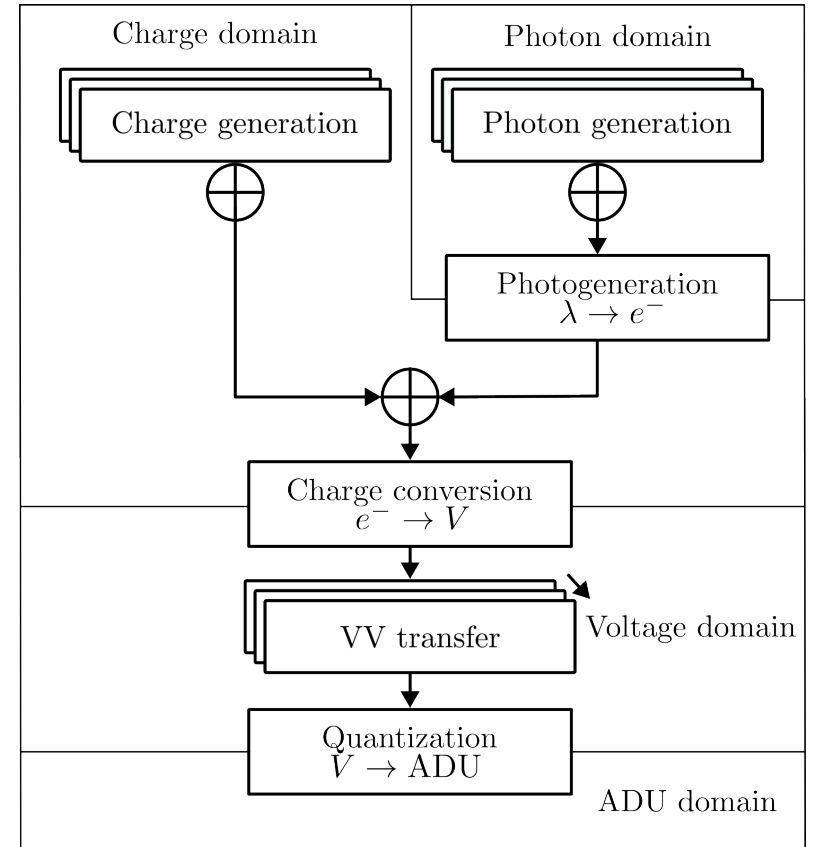 Charge domain
Photon domain
Charge generation
Photon generation
Photogeneration
λ → e⁻
Charge conversion
e⁻ → V
VV transfer
Voltage domain
Quantization
V → ADU
ADU domain